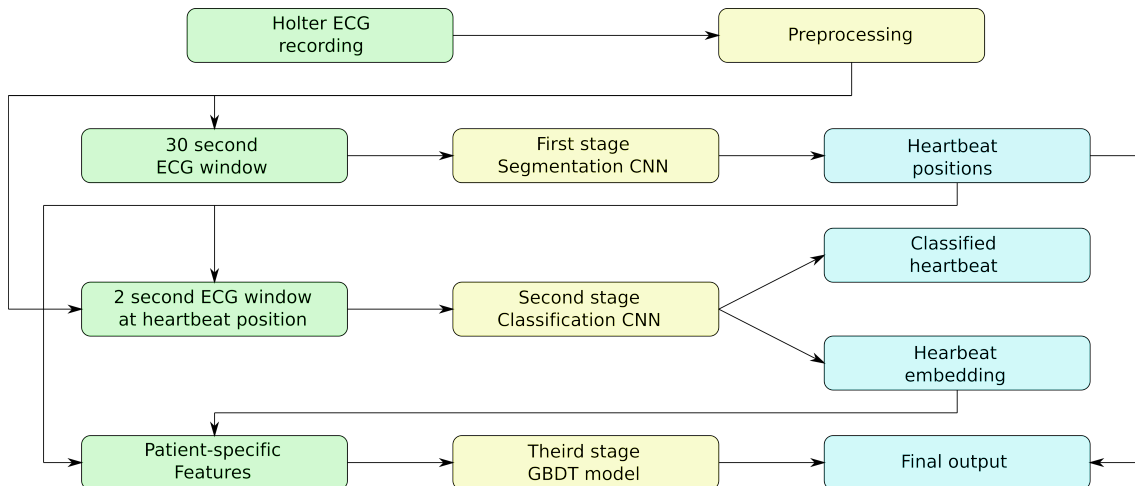 Holter ECG
recording
Preprocessing
30 second
ECG window
First stage
Segmentation CNN
Heartbeat
positions
Classified
heartbeat
2 second ECG window
at heartbeat position
Second stage
Classification CNN
Hearbeat
embedding
Patient-specific
Features
Theird stage
GBDT model
Final output